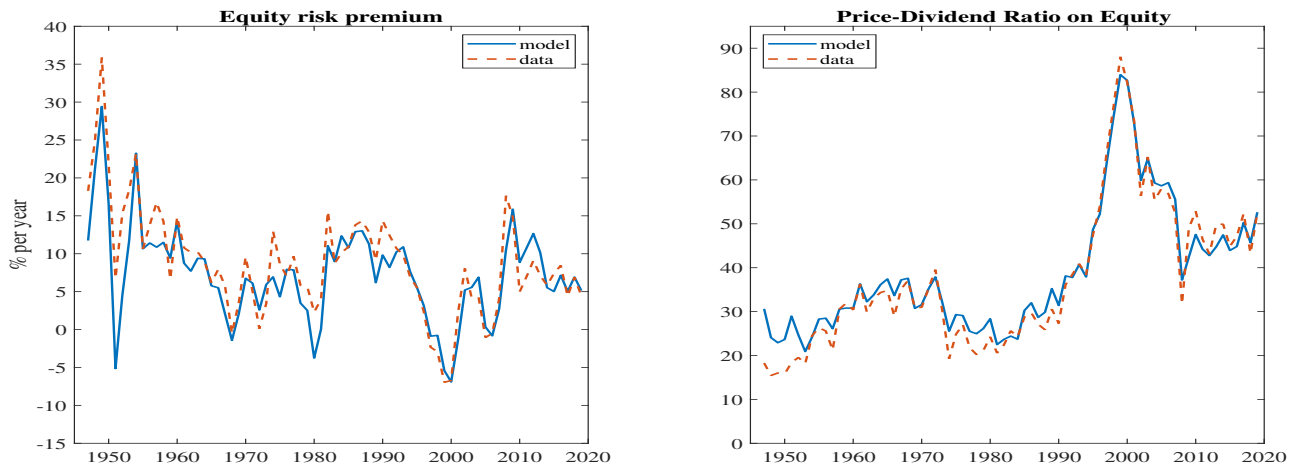 Equity risk premium
% per year
40
35
30
25
20
15
10
5
0
-5
-10
-15
1950 1960 1970 1980 1990 2000 2010 2020
model
data
Price-Dividend Ratio on Equity
90
80
70
60
50
40
30
20
10
0
1950 1960 1970 1980 1990 2000 2010 2020
model
data